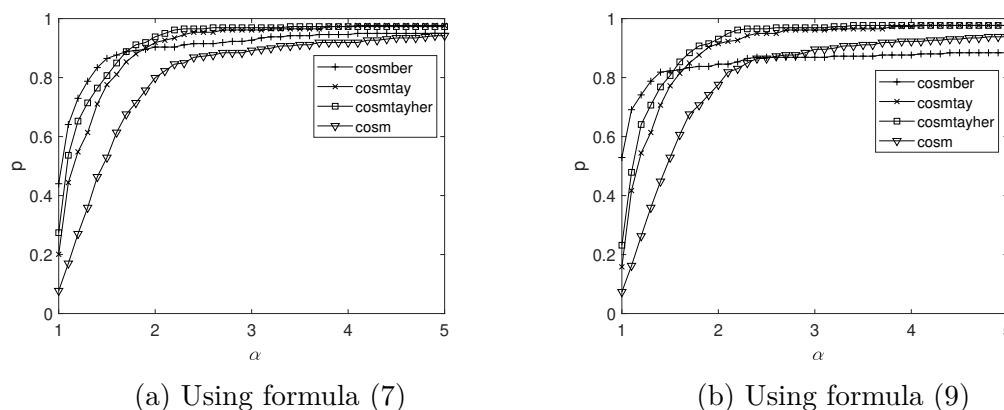 1
0.8
0.6
0.4
0.2
0
p
1
2
3
4
5
α
cosmber
cosmtay
cosmtayher
cosm
(a) Using formula (7)
1
0.8
0.6
0.4
0.2
0
p
1
2
3
4
α
cosmber
cosmtay
cosmtayher
cosm
(b) Using formula (9)